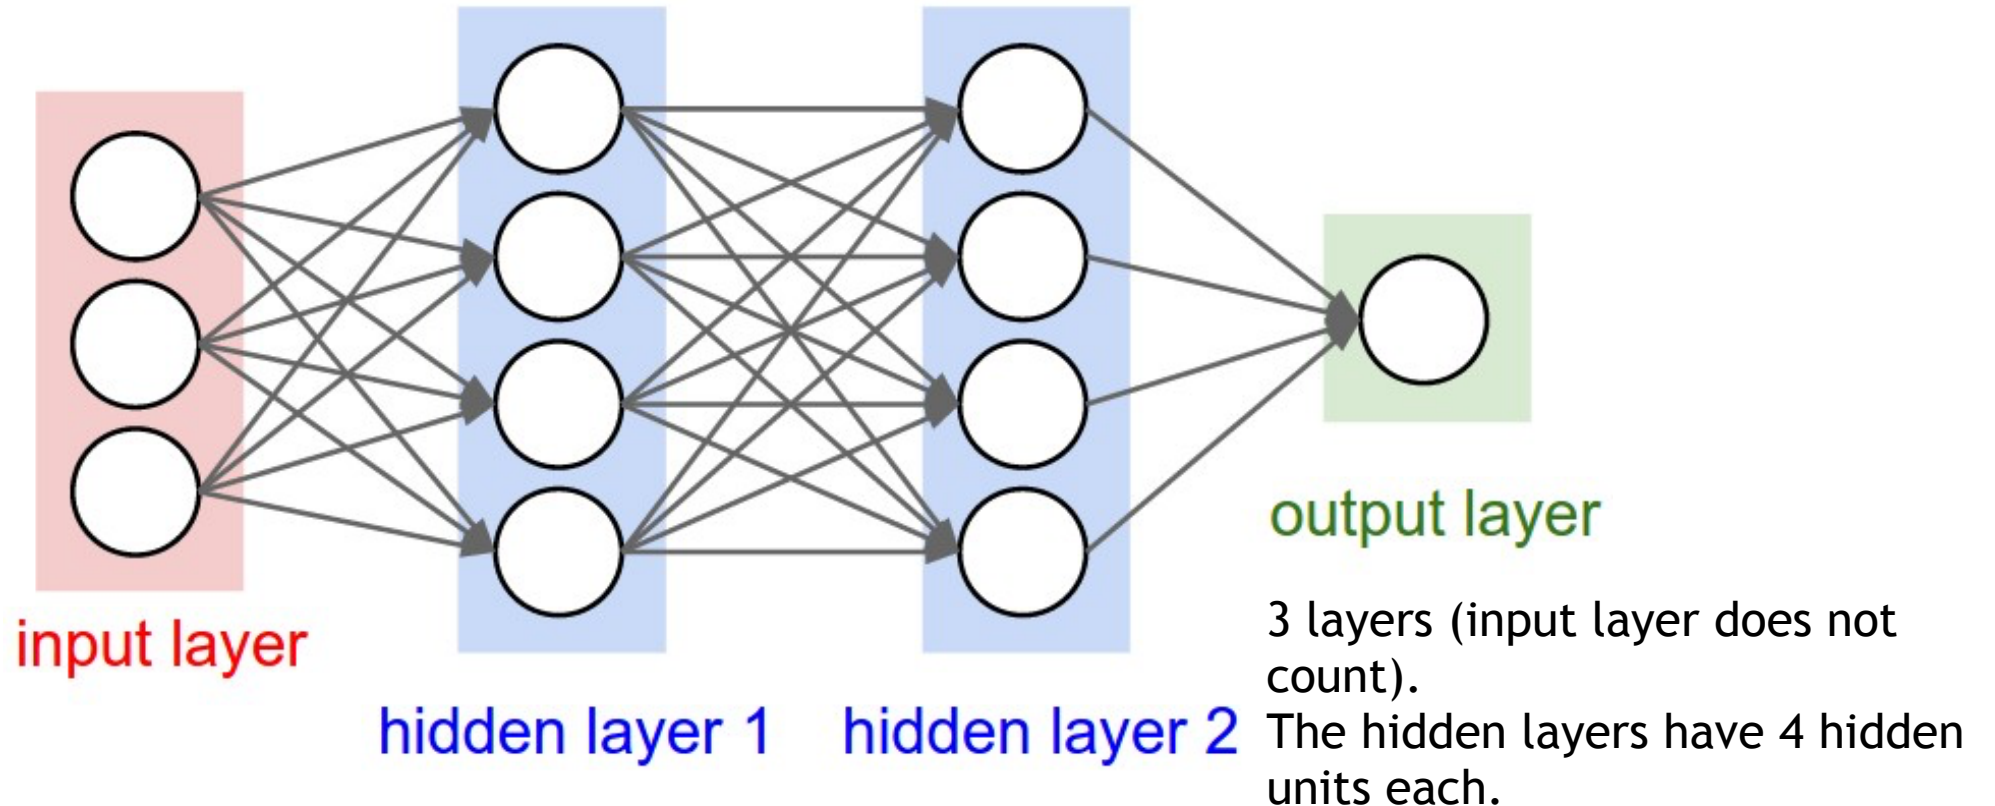 input layer
hidden layer 1
hidden layer 2
output layer
3 layers (input layer does not
count).
The hidden layers have 4 hidden
units each.